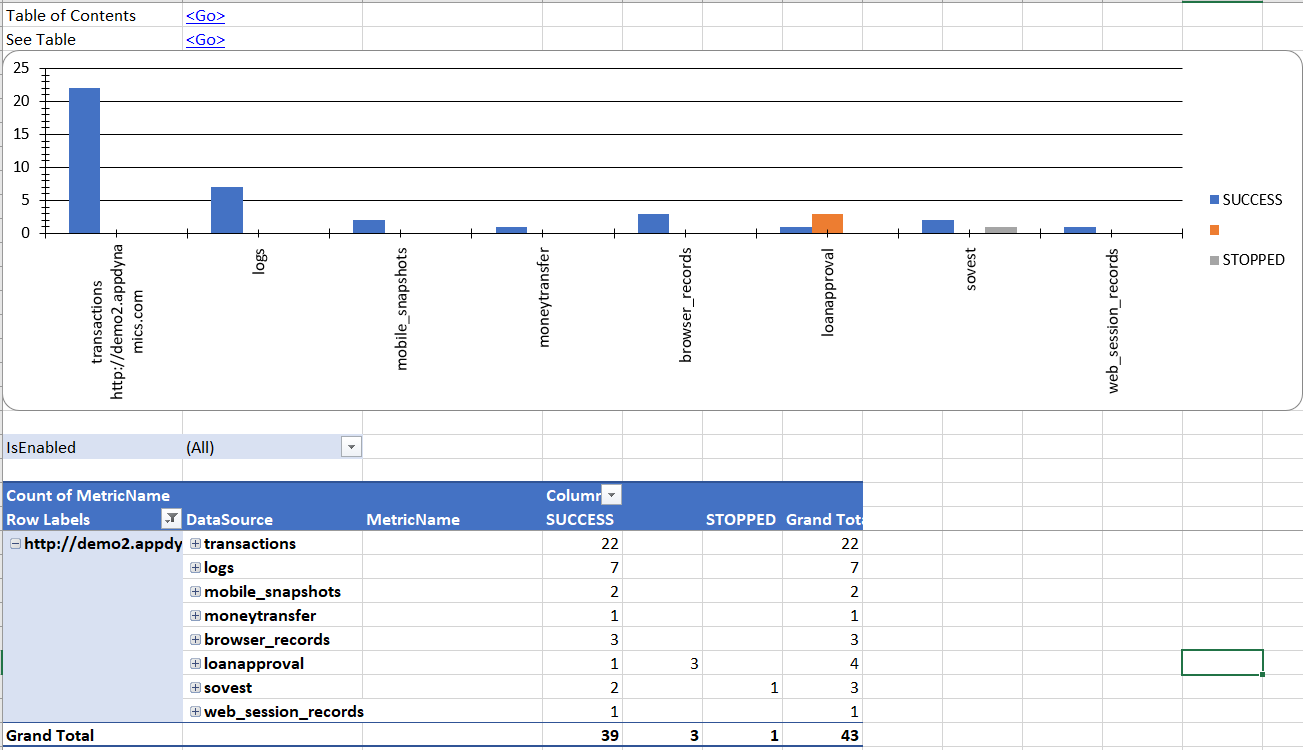 Table of Contents <Go>
See Table <Go>
25
20
15
10
5
0
transactions
http://demo2.appdyna
mics.com
logs
mobile_snapshots
moneytransfer
browser_records
loanapproval
sovest
web_session_records
SUCCESS
STOPPED
IsEnabled (All)
Count of MetricName Column
Row Labels DataSource MetricName SUCCESS STOPPED Grand Tota
http://demo2.appdy transactions 22 22
logs 7 7
mobile_snapshots 2 2
moneytransfer 1 1
browser_records 3 3
loanapproval 1 3 4
sovest 2 1 3
web_session_records 1 1
Grand Total 39 3 1 43